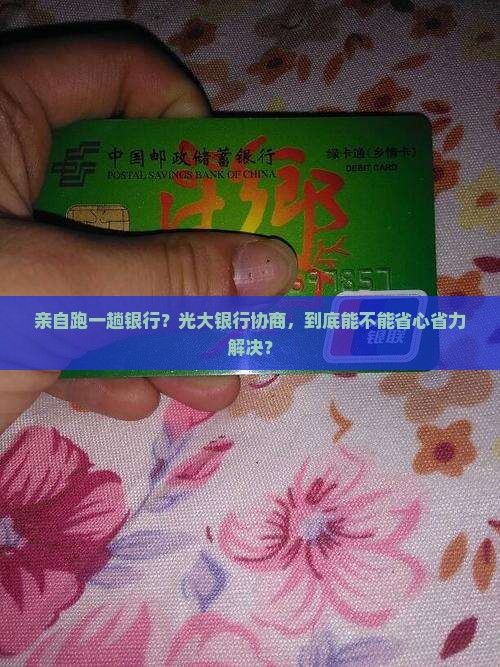 中国邮政储蓄银行
POSTAL SAVINGS BANK OF CHINA
绿卡通(乡情卡)
DEBIT CARD
乡
97857
亲自跑一趟银行？光大银行协商，到底能不能省心省力
解决？
银联